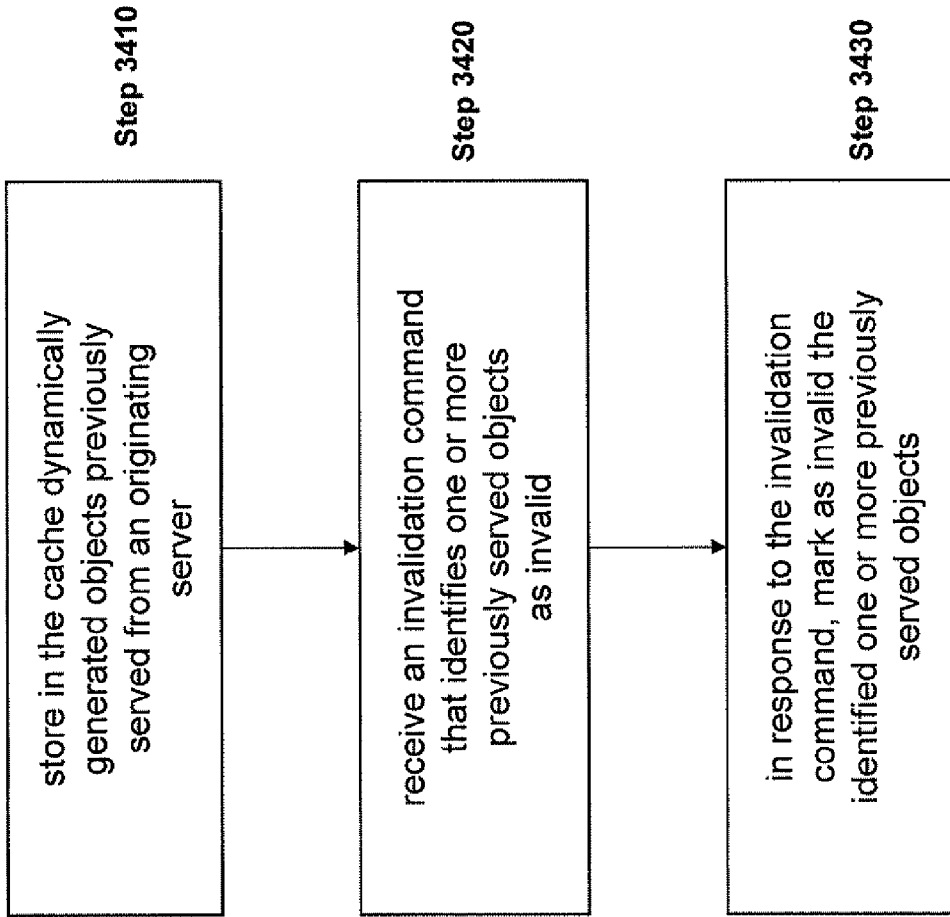 store in the cache dynamically
generated objects previously
served from an originating
server
Step 3410
receive an invalidation command
that identifies one or more
previously served objects
as invalid
Step 3420
in response to the invalidation
command, mark as invalid the
identified one or more previously
served objects
Step 3430